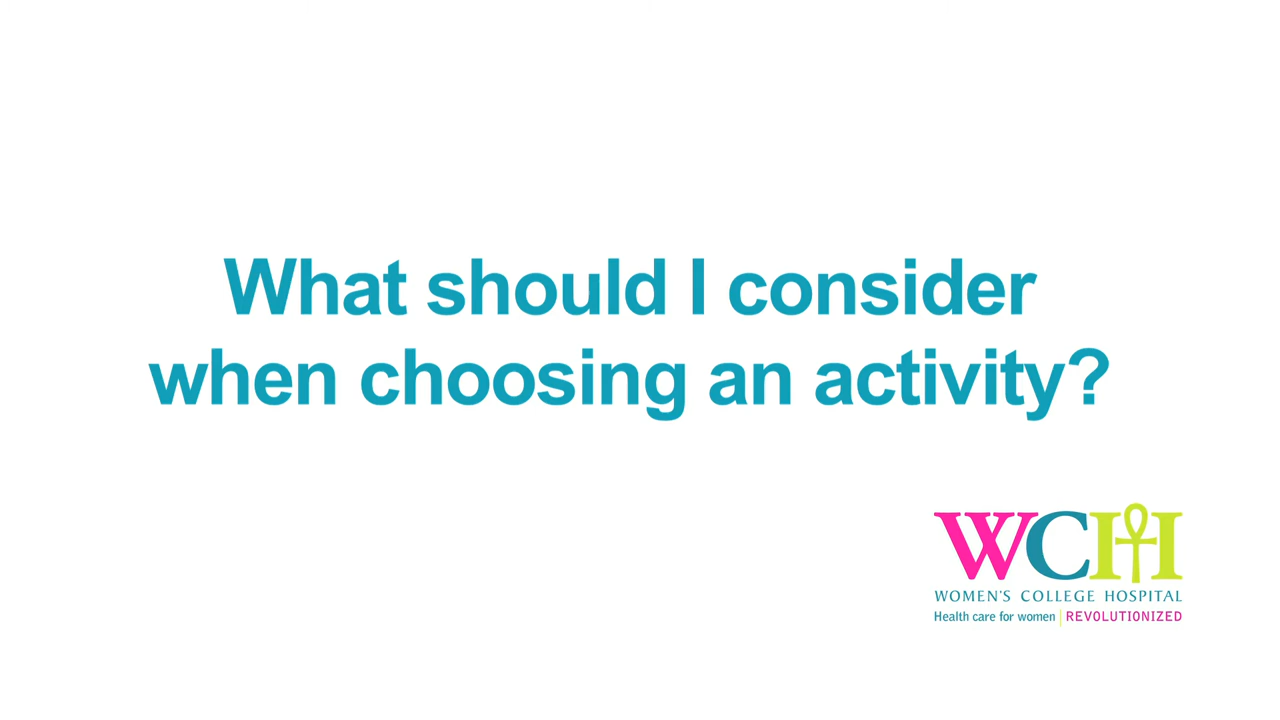 What should I consider
when choosing an activity?
WCH
WOMEN'S COLLEGE HOSPITAL
Health care for women | REVOLUTIONIZED